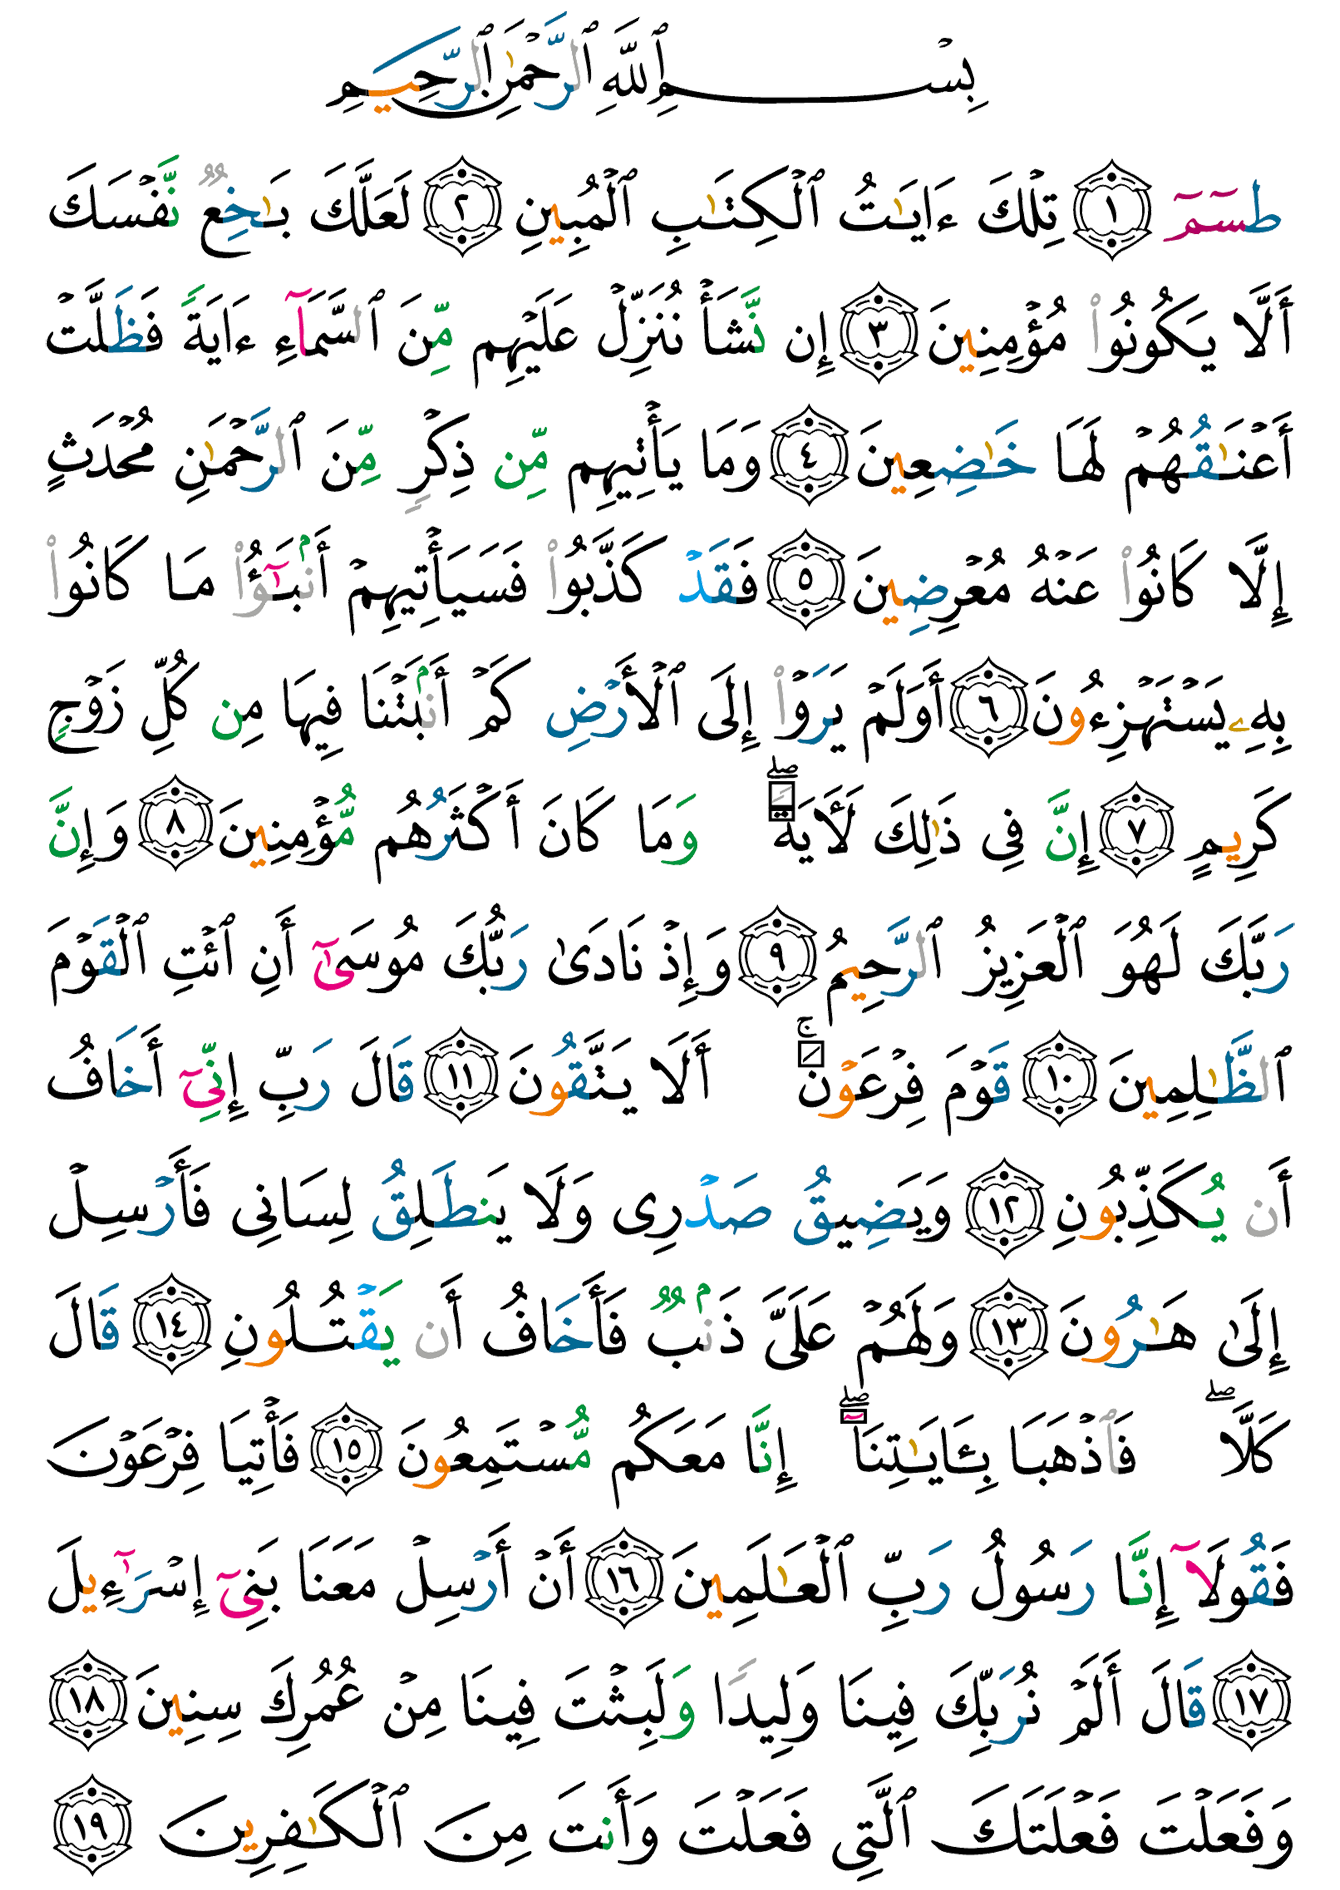 بِسْمِ ٱللَّهِ ٱلرَّحْمَٰنِ ٱلرَّحِيمِ
طسٓمٓ ١ تِلْكَ ءَايَٰتُ ٱلْكِتَٰبِ ٱلْمُبِينِ ٢ لَعَلَّكَ بَٰخِعٌ نَّفْسَكَ
أَلَّا يَكُونُوا۟ مُؤْمِنِينَ ٣ إِن نَّشَأْ نُنَزِّلْ عَلَيْهِم مِّنَ ٱلسَّمَآءِ ءَايَةً فَظَلَّتْ
أَعْنَٰقُهُمْ لَهَا خَٰضِعِينَ ٤ وَمَا يَأْتِيهِم مِّن ذِكْرٍ مِّنَ ٱلرَّحْمَٰنِ مُحْدَثٍ
إِلَّا كَانُوا۟ عَنْهُ مُعْرِضِينَ ٥ فَقَدْ كَذَّبُوا۟ فَسَيَأْتِيهِمْ أَنۢبَٰٓؤُا۟ مَا كَانُوا۟
بِهِۦ يَسْتَهْزِءُونَ ٦ أَوَلَمْ يَرَوْا۟ إِلَى ٱلْأَرْضِ كَمْ أَنۢبَتْنَا فِيهَا مِن كُلِّ زَوْجٍ
كَرِيمٍ ٧ إِنَّ فِى ذَٰلِكَ لَءَايَةً ۖ وَمَا كَانَ أَكْثَرُهُم مُّؤْمِنِينَ ٨ وَإِنَّ
رَبَّكَ لَهُوَ ٱلْعَزِيزُ ٱلرَّحِيمُ ٩ وَإِذْ نَادَىٰ رَبُّكَ مُوسَىٰٓ أَنِ ٱئْتِ ٱلْقَوْمَ
ٱلظَّٰلِمِينَ ١٠ قَوْمَ فِرْعَوْنَ ۚ أَلَا يَتَّقُونَ ١١ قَالَ رَبِّ إِنِّىٓ أَخَافُ
أَن يُكَذِّبُونِ ١٢ وَيَضِيقُ صَدْرِى وَلَا يَنطَلِقُ لِسَانِى فَأَرْسِلْ
إِلَىٰ هَٰرُونَ ١٣ وَلَهُمْ عَلَىَّ ذَنۢبٌ فَأَخَافُ أَن يَقْتُلُونِ ١٤ قَالَ
كَلَّا ۖ فَٱذْهَبَا بِـَٔايَٰتِنَآ ۖ إِنَّا مَعَكُم مُّسْتَمِعُونَ ١٥ فَأْتِيَا فِرْعَوْنَ
فَقُولَآ إِنَّا رَسُولُ رَبِّ ٱلْعَٰلَمِينَ ١٦ أَنْ أَرْسِلْ مَعَنَا بَنِىٓ إِسْرَٰٓءِيلَ
١٧ قَالَ أَلَمْ نُرَبِّكَ فِينَا وَلِيدًا وَلَبِثْتَ فِينَا مِنْ عُمُرِكَ سِنِينَ ١٨
وَفَعَلْتَ فَعْلَتَكَ ٱلَّتِى فَعَلْتَ وَأَنتَ مِنَ ٱلْكَٰفِرِينَ ١٩